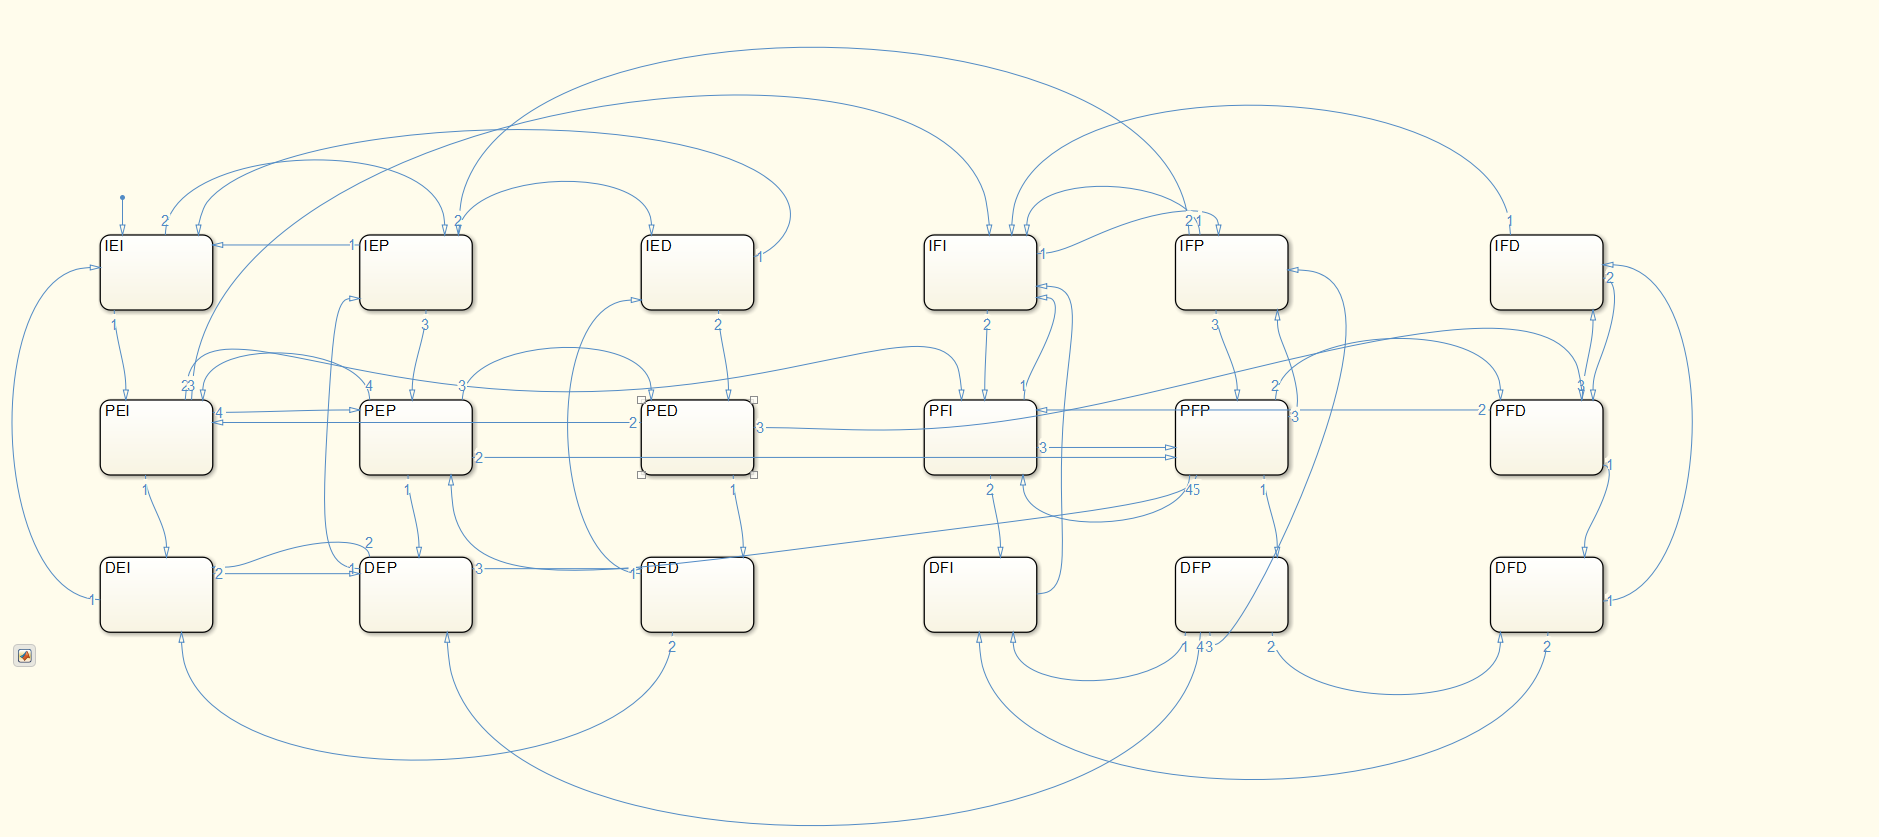 2 2 21 1
IEI 1 IEP IED 1 IFI 1 IFP IFD 2
1 3 2 2 3
23 4 3 1 2 3
PEI 4 PEP 2 PED 3 PFI 3 PFP 3 2 PFD 1
2
1 1 1 2 45 1
2
DEI 2 1 DEP 3 1 DED DFI DFP DFD
1 1
2 1 43 2 2